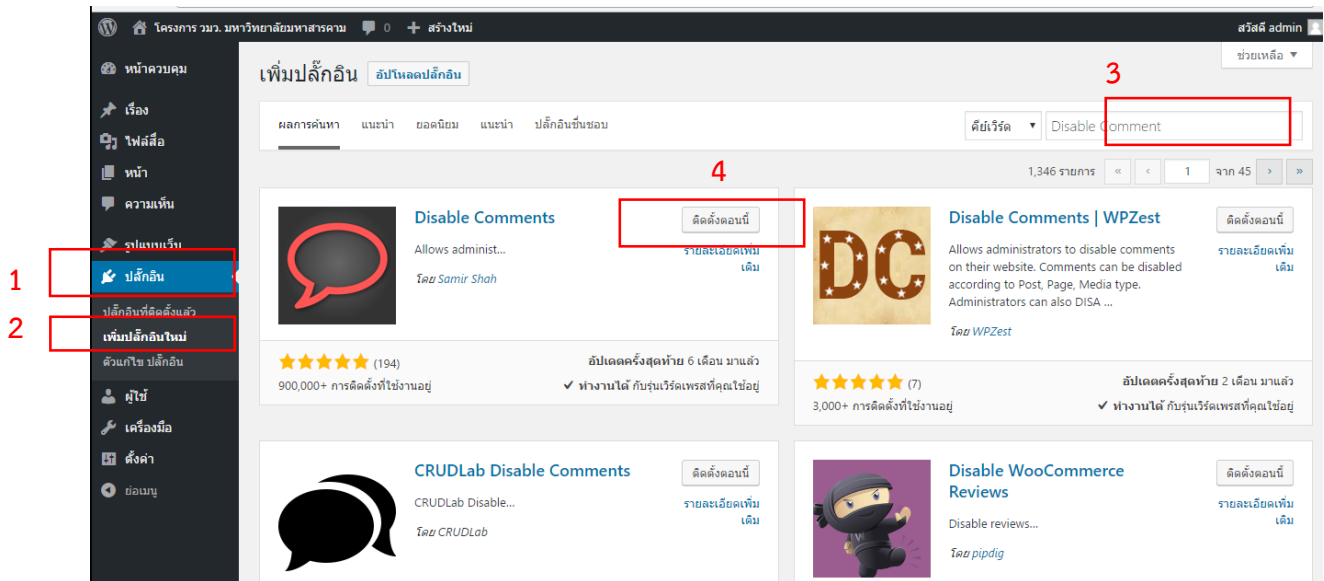 โครงการ วมว. มหาวิทยาลัยมหาสารคาม 0 + สร้างใหม่ สวัสดี admin
ช่วยเหลือ ▼
หน้าควบคุม
เรื่อง
ไฟล์สื่อ
หน้า
ความเห็น
รูปแบบเว็บ
1
ปลั๊กอิน
ปลั๊กอินที่ติดตั้งแล้ว
2
เพิ่มปลั๊กอินใหม่
ตัวแก้ไข ปลั๊กอิน
ผู้ใช้
เครื่องมือ
ตั้งค่า
ย่อเมนู
เพิ่มปลั๊กอิน อัปโหลดปลั๊กอิน
3
ผลการค้นหา แนะนำ ยอดนิยม แนะนำ ปลั๊กอินชื่นชอบ คีย์เวิร์ด ▼ Disable Comment
1,346 รายการ « ‹ 1 จาก 45 › »
4
Disable Comments
ติดตั้งตอนนี้
Allows administ...
รายละเอียดเพิ่ม
เติม
โดย Samir Shah
(194)
อัปเดตครั้งสุดท้าย 6 เดือน มาแล้ว
900,000+ การติดตั้งที่ใช้งานอยู่
✓ ทำงานได้ กับรุ่นเวิร์ดเพรสที่คุณใช้อยู่
DC
Disable Comments | WPZest
ติดตั้งตอนนี้
Allows administrators to disable comments
on their website. Comments can be disabled
according to Post, Page, Media type.
Administrators can also DISA ...
รายละเอียดเพิ่ม
เติม
โดย WPZest
(7)
อัปเดตครั้งสุดท้าย 2 เดือน มาแล้ว
3,000+ การติดตั้งที่ใช้งานอยู่
✓ ทำงานได้ กับรุ่นเวิร์ดเพรสที่คุณใช้อยู่
CRUDLab Disable Comments
ติดตั้งตอนนี้
CRUDLab Disable...
รายละเอียดเพิ่ม
เติม
โดย CRUDLab
Disable WooCommerce
Reviews
ติดตั้งตอนนี้
Disable reviews...
รายละเอียดเพิ่ม
เติม
โดย pipdig